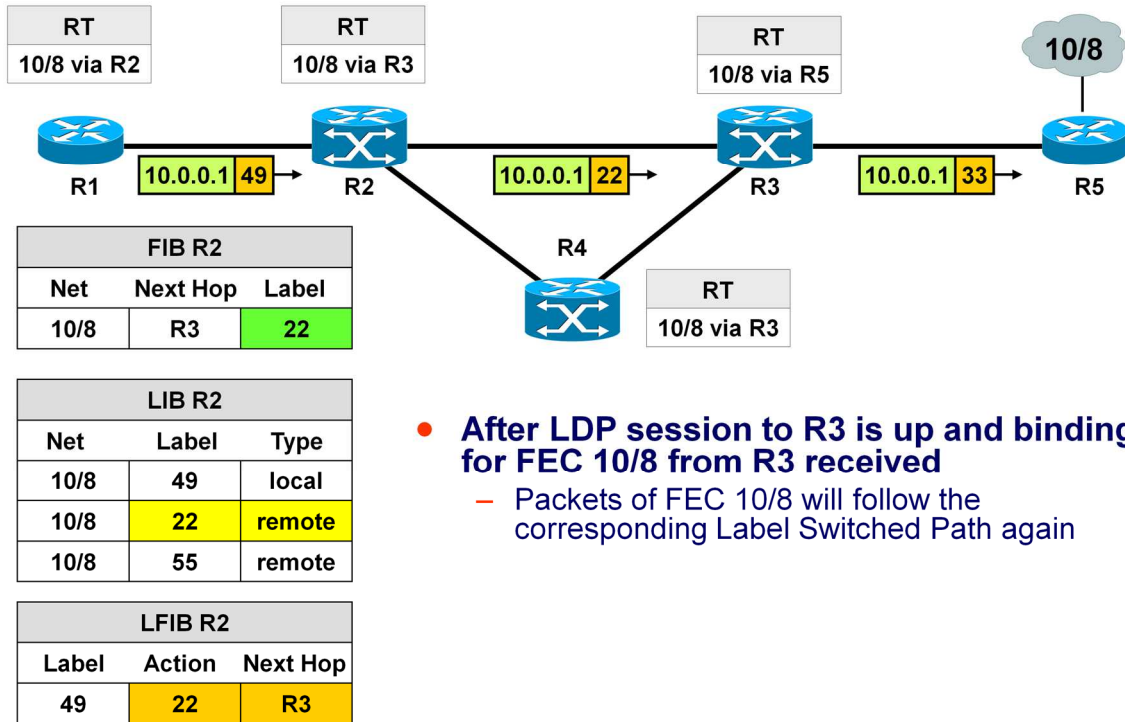 RT
10/8 via R2
RT
10/8 via R3
RT
10/8 via R5
10/8
10.0.0.1 49
10.0.0.1 22
10.0.0.1 33
R1
R2
R3
R5
R4
RT
10/8 via R3
FIB R2
Net Next Hop Label
10/8 R3 22
LIB R2
Net Label Type
10/8 49 local
10/8 22 remote
10/8 55 remote
LFIB R2
Label Action Next Hop
49 22 R3
• After LDP session to R3 is up and binding
for FEC 10/8 from R3 received
– Packets of FEC 10/8 will follow the
corresponding Label Switched Path again